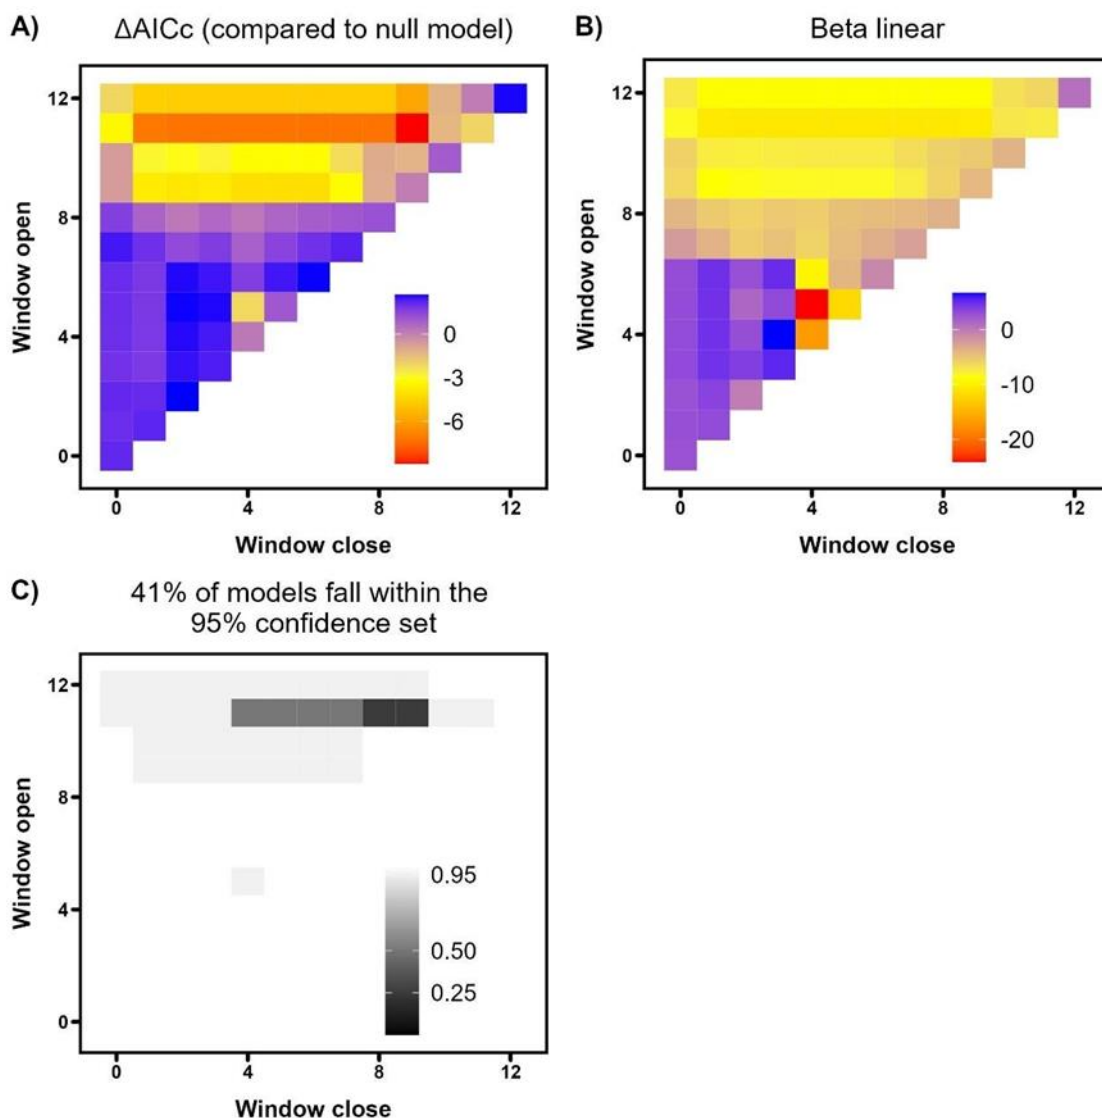 A) ΔAICc (compared to null model)
12
8
4
0
Window open
0
-3
-6
0 4 8 12
Window close
B) Beta linear
12
8
4
0
Window open
0
-10
-20
0 4 8 12
Window close
C) 41% of models fall within the
95% confidence set
12
8
4
0
Window open
0.95
0.50
0.25
0 4 8 12
Window close